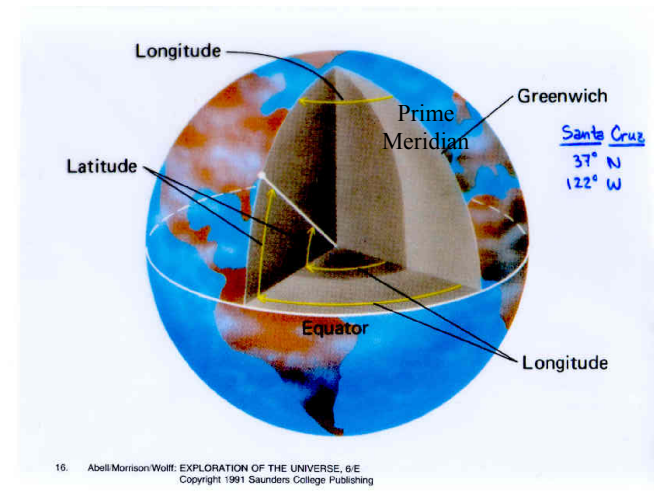 Longitude
Greenwich
Prime
Meridian
Santa Cruz
37° N
122° W
Latitude
Equator
Longitude
16. Abell/Morrison/Wolff: EXPLORATION OF THE UNIVERSE, 6/E
Copyright 1991 Saunders College Publishing